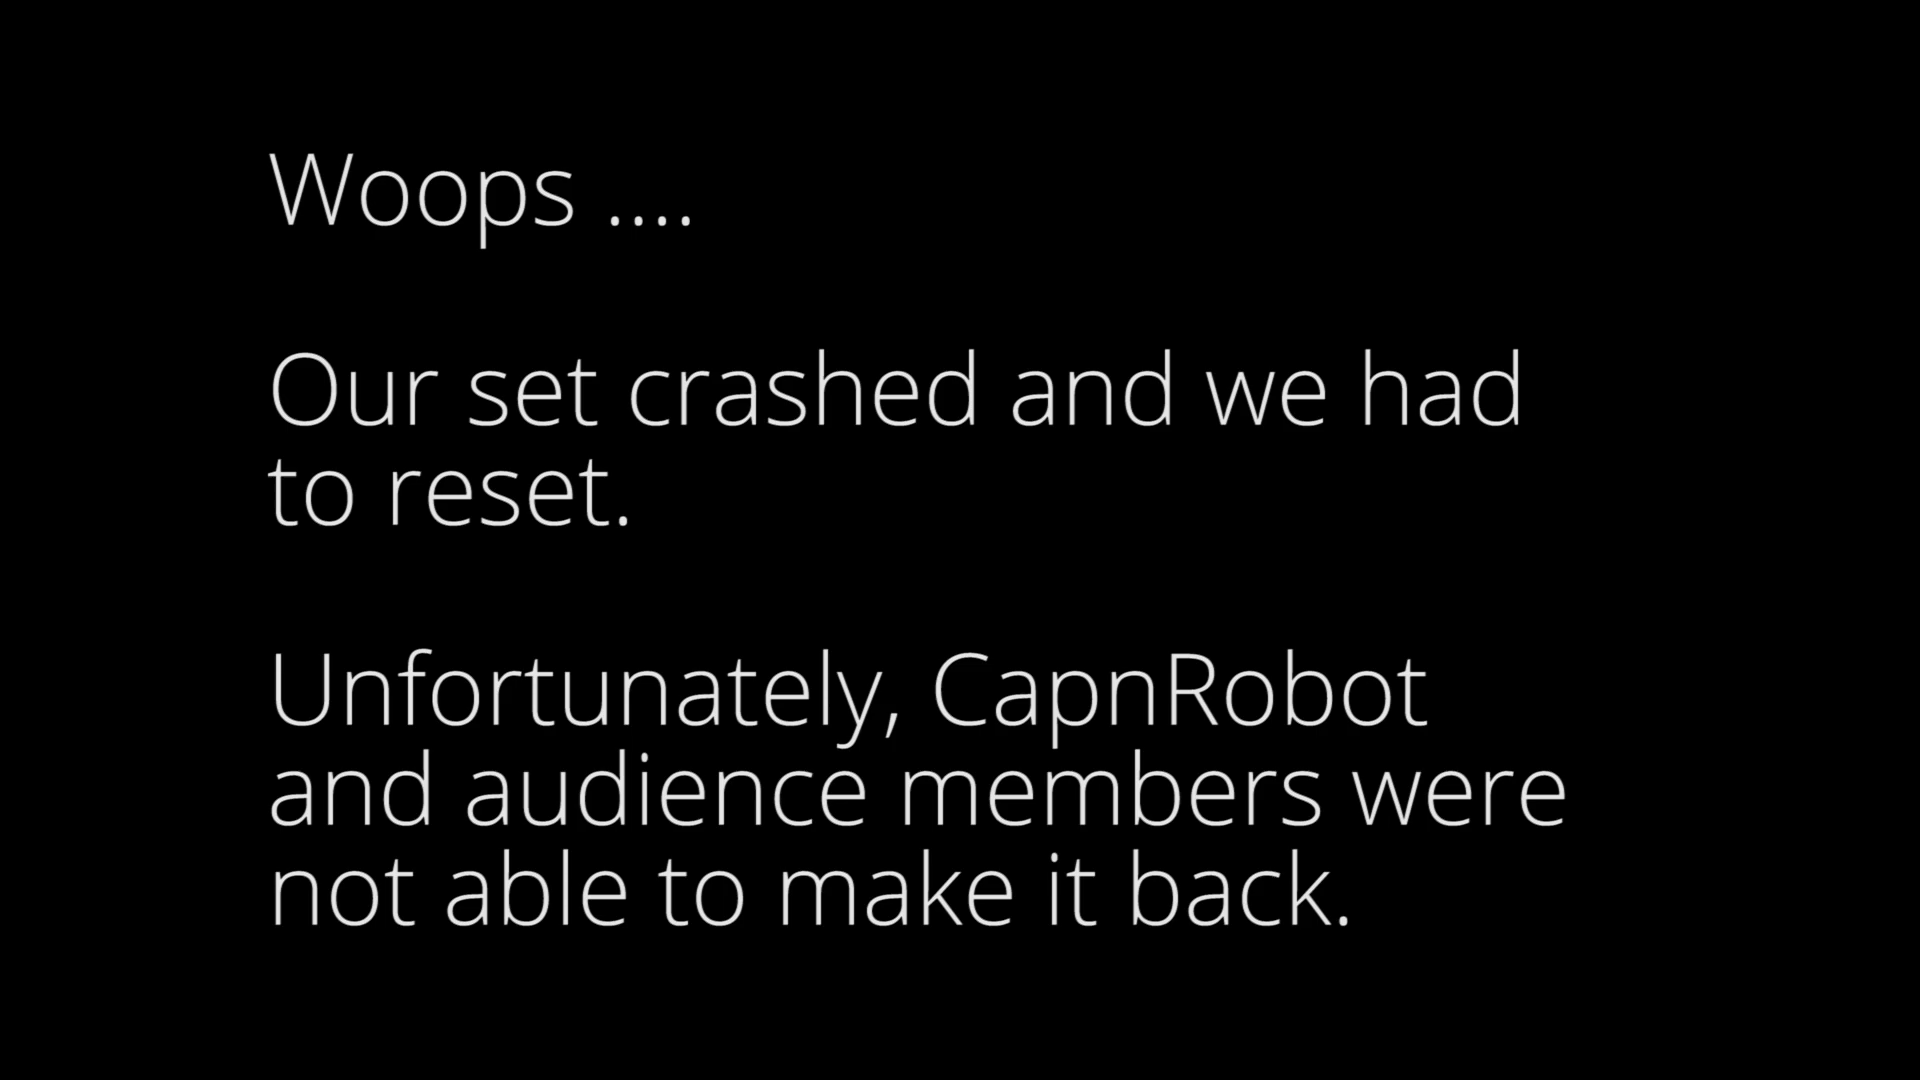 Woops ....
Our set crashed and we had
to reset.
Unfortunately, CapnRobot
and audience members were
not able to make it back.